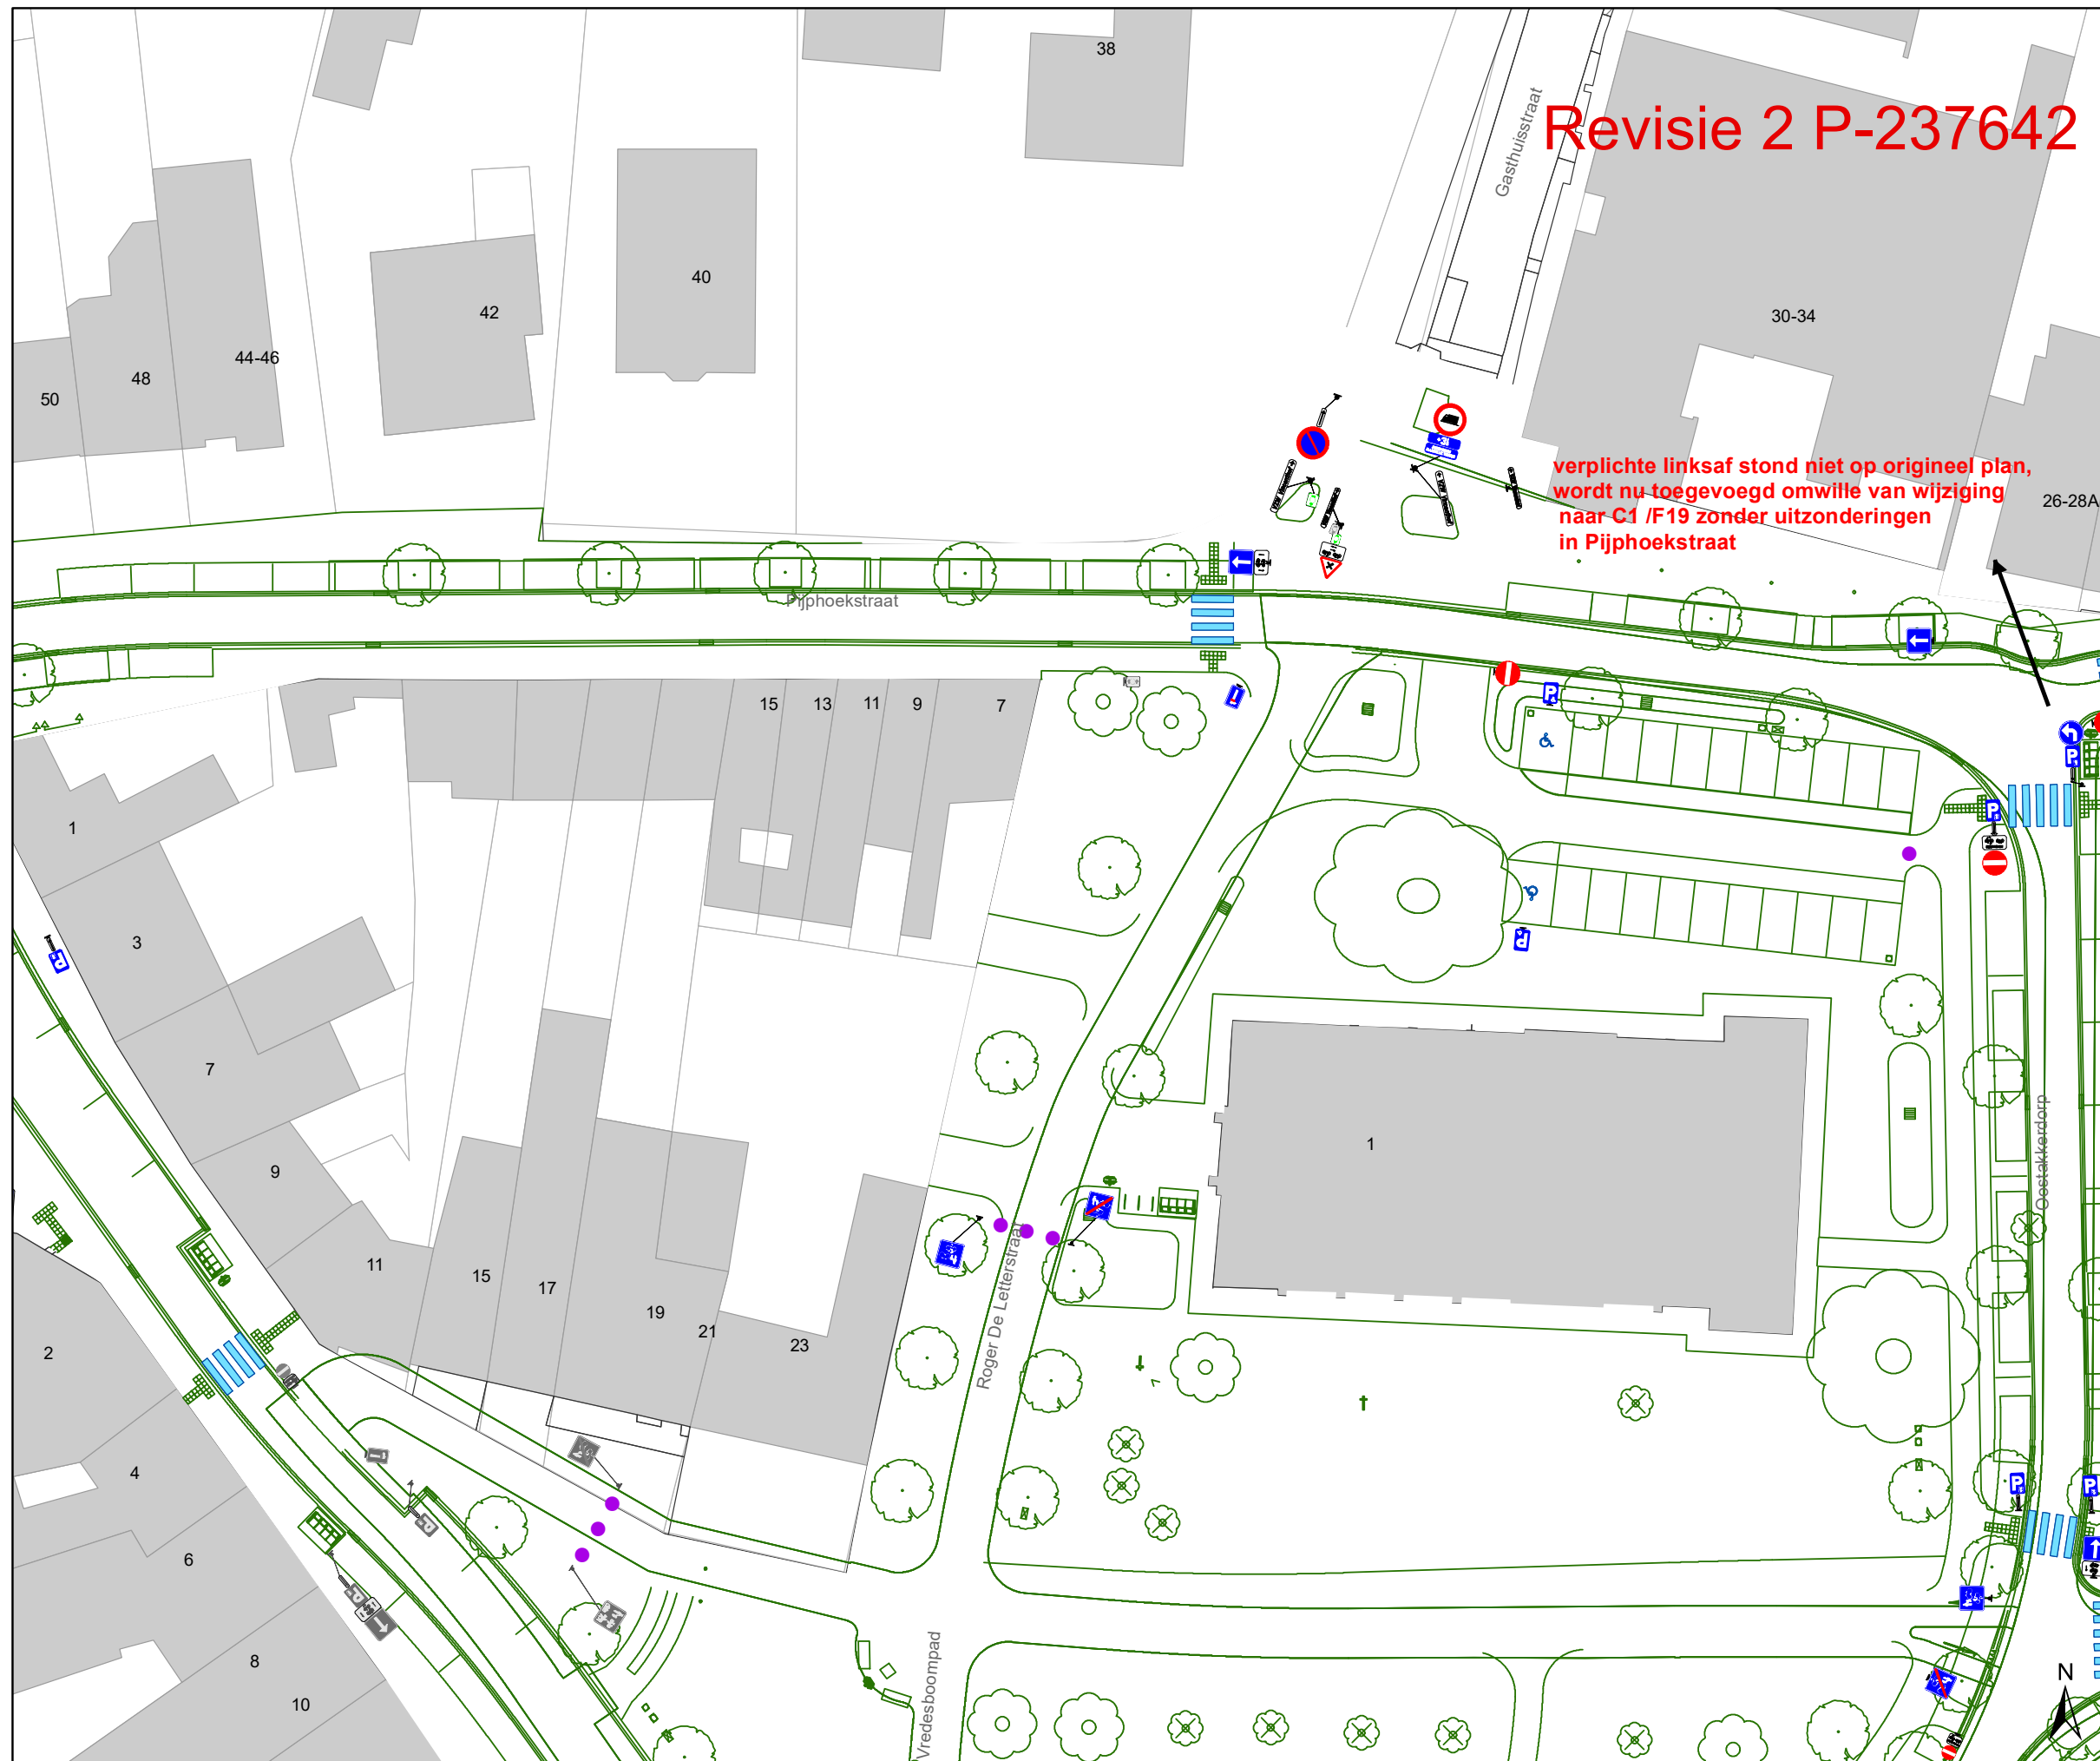 38
Gasthuisstraat
Revisie 2 P-237642
40
42
30-34
44-46
48
50
verplichte linksaf stond niet op origineel plan,
wordt nu toegevoegd omwille van wijziging
naar C1 /F19 zonder uitzonderingen
in Pijphoekstraat
26-28A
Pijphoekstraat
15
13
11
9
7
P
P
P
P
1
3
P
7
9
11
15
17
19
21
23
1
Roger De Letterstraat
Oostakkerdorp
2
4
6
8
10
P
P
P
P
Vredesboompad
N